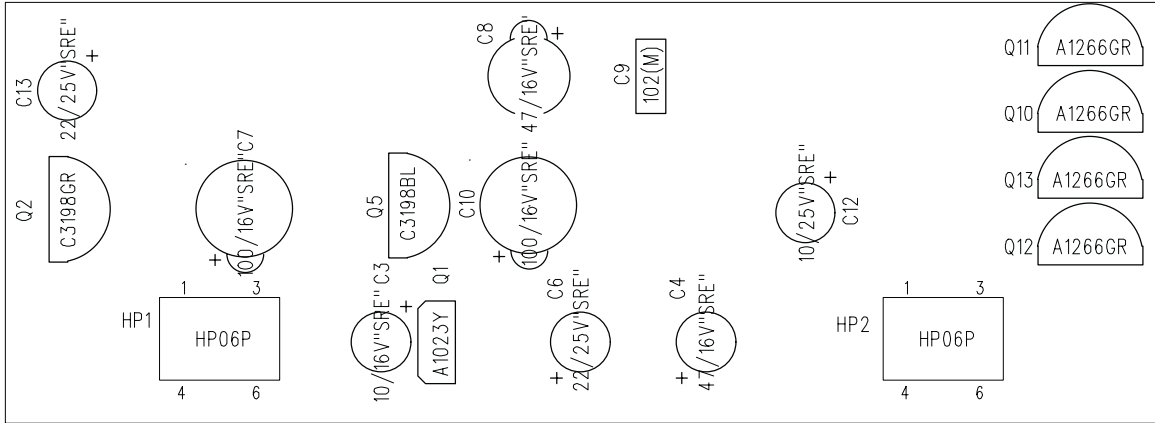 C13
22/25V"SRE"
+
Q2
C3198GR
100/16V"SRE"
C7
+
Q5
C3198BL
C8
47/16V"SRE"
+
C10
100/16V"SRE"
+
C9
102(M)
10/25V"SRE"
+
C12
Q11
A1266GR
Q10
A1266GR
Q13
A1266GR
Q12
A1266GR
HP1
1 3
HP06P
4 6
C3
10/16V"SRE"
+
Q1
A1023Y
C6
22/25V"SRE"
+
C4
47/16V"SRE"
+
HP2
1 3
HP06P
4 6